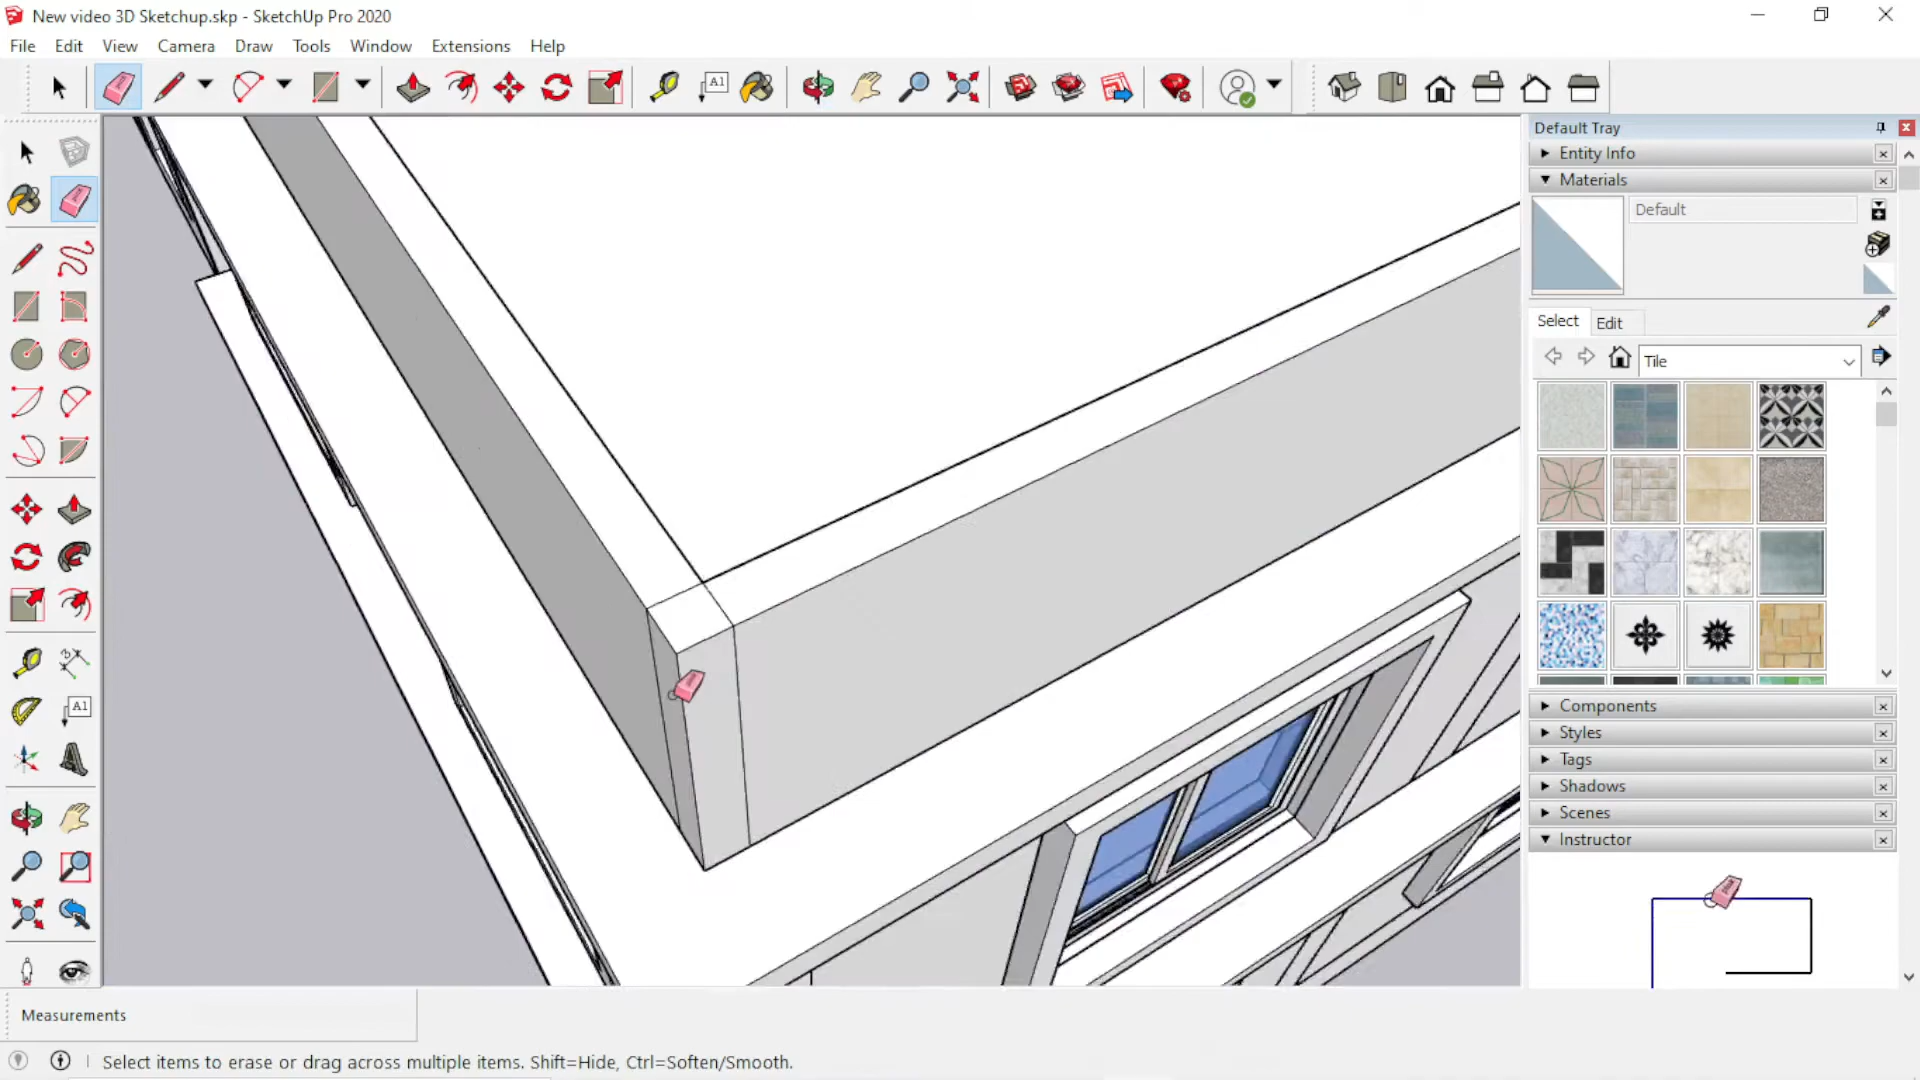 New video 3D Sketchup.skp - SketchUp Pro 2020
File Edit View Camera Draw Tools Window Extensions Help
A1
Default Tray
Entity Info
Materials
Default
Select Edit
Tile
A1
Components
Styles
Tags
Shadows
Scenes
Instructor
Measurements
Select items to erase or drag across multiple items. Shift=Hide, Ctrl=Soften/Smooth.